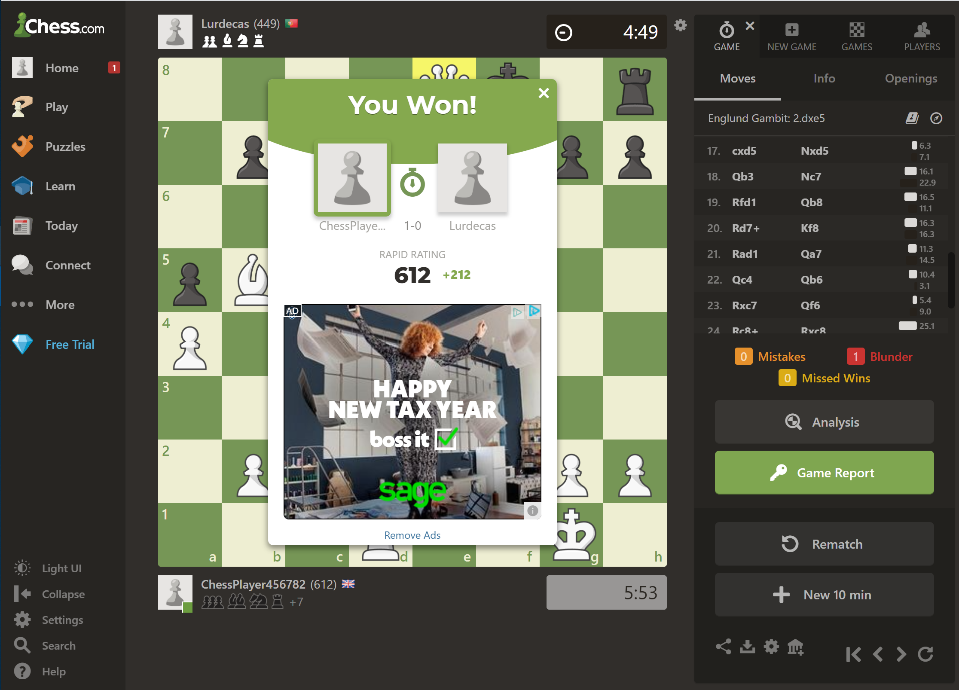 Chess.com
Home 1
Play
Puzzles
Learn
Today
Connect
More
Free Trial
Light UI
Collapse
Settings
Search
Help
Lurdecas (449)
4:49
8
7
6
5
4
3
2
1
a b c d e f g h
You Won!
ChessPlaye... 1-0 Lurdecas
RAPID RATING
612 +212
AD
HAPPY
NEW TAX YEAR
boss it
sage
Remove Ads
ChessPlayer456782 (612)
+7
5:53
GAME
NEW GAME
GAMES
PLAYERS
Moves Info Openings
Englund Gambit: 2.dxe5
17. cxd5 Nxd5 6.3
7.1
18. Qb3 Nc7 16.1
22.9
19. Rfd1 Qb8 16.5
11.1
20. Rd7+ Kf8 16.3
16.3
21. Rad1 Qa7 11.3
14.5
22. Qc4 Qb6 10.4
3.1
23. Rxc7 Qf6 5.4
9.0
24. Rc8+ Rxc8 25.1
0 Mistakes 1 Blunder
0 Missed Wins
Analysis
Game Report
Rematch
New 10 min